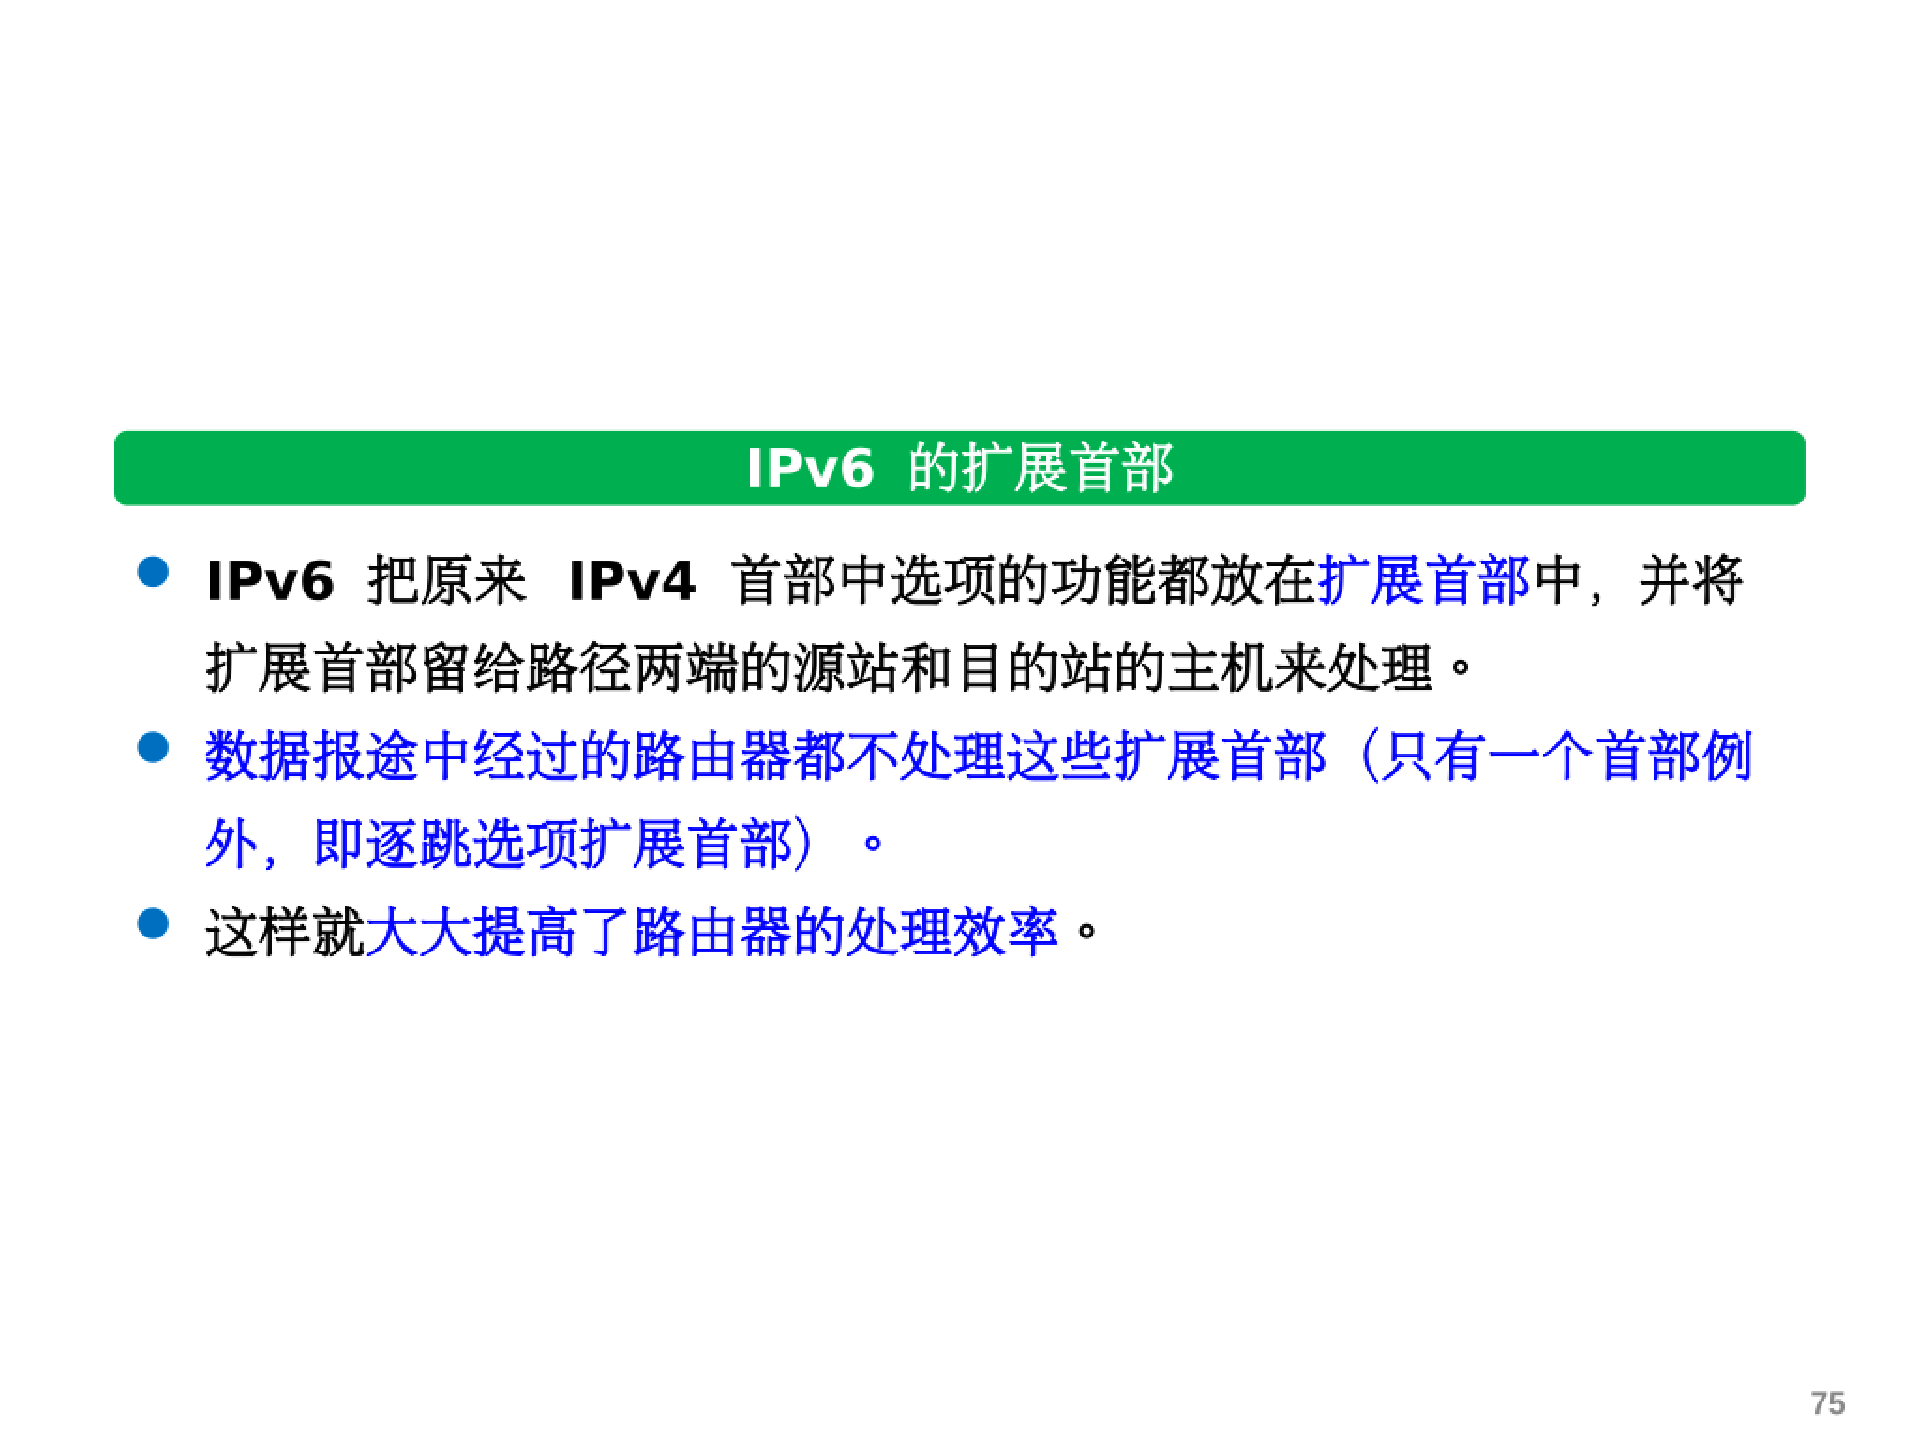 IPv6 的扩展首部
IPv6 把原来 IPv4 首部中选项的功能都放在扩展首部中，并将
扩展首部留给路径两端的源站和目的站的主机来处理。
数据报途中经过的路由器都不处理这些扩展首部（只有一个首部例
外，即逐跳选项扩展首部）。
这样就大大提高了路由器的处理效率。
75